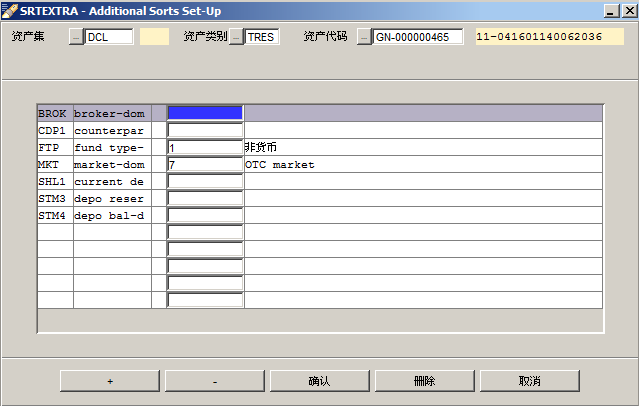 SRTEXTRA - Additional Sorts Set-Up
资产集 DCL 资产类别 TRES 资产代码 GN-000000465 11-041601140062036
BROK broker-dom
CDP1 counterpar
FTP fund type- 1 非货币
MKT market-dom 7 OTC market
SHL1 current de
STM3 depo reser
STM4 depo bal-d
+ - 确认 删除 取消